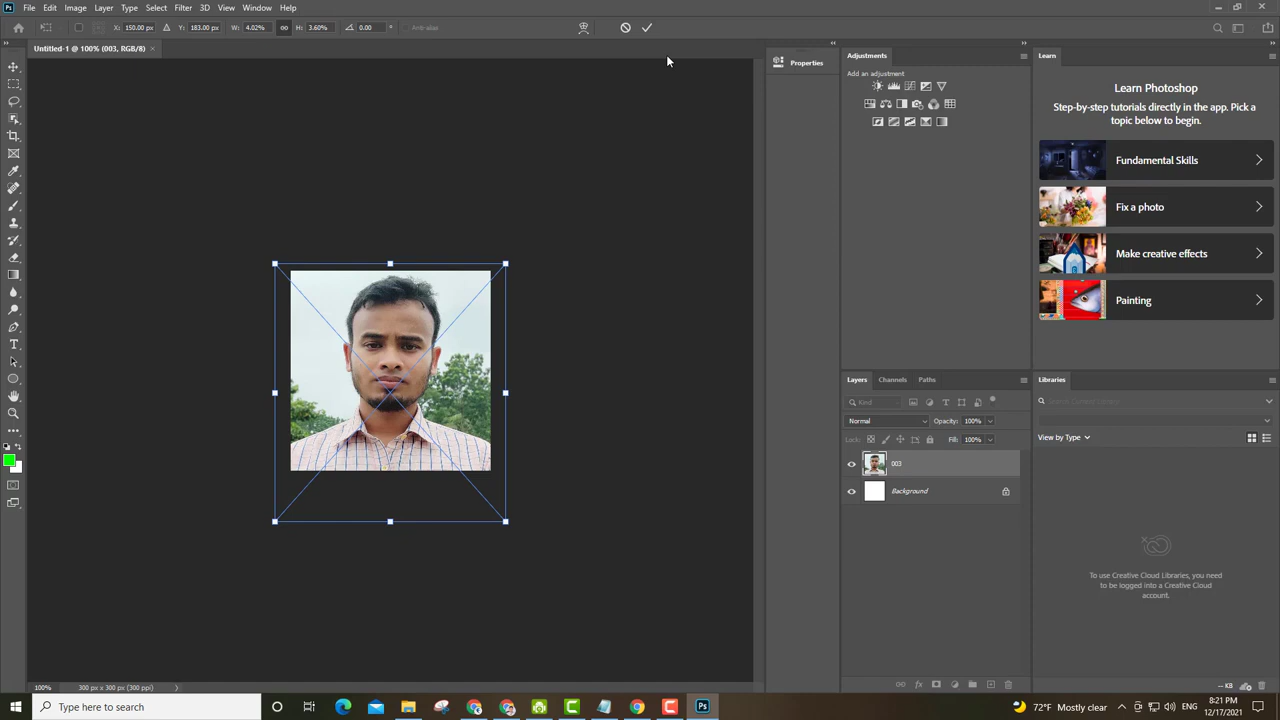 File Edit Image Layer Type Select Filter 3D View Window Help
X: 150.00 px Y: 183.00 px W: 4.02% H: 3.60% 0.00 ° Anti-alias
Untitled-1 @ 100% (003, RGB/8) ×
Properties
Adjustments
Add an adjustment
Learn
Learn Photoshop
Step-by-step tutorials directly in the app. Pick a
topic below to begin.
Fundamental Skills
Fix a photo
Make creative effects
Painting
Layers Channels Paths
Kind
Normal Opacity: 100%
Lock: Fill: 100%
003
Background
Libraries
Search Current Library
View by Type
To use Creative Cloud Libraries, you need
to be logged into a Creative Cloud
account.
-- KB
100% 300 px x 300 px (300 ppi)
Type here to search
72°F Mostly clear
8:21 PM
12/17/2021